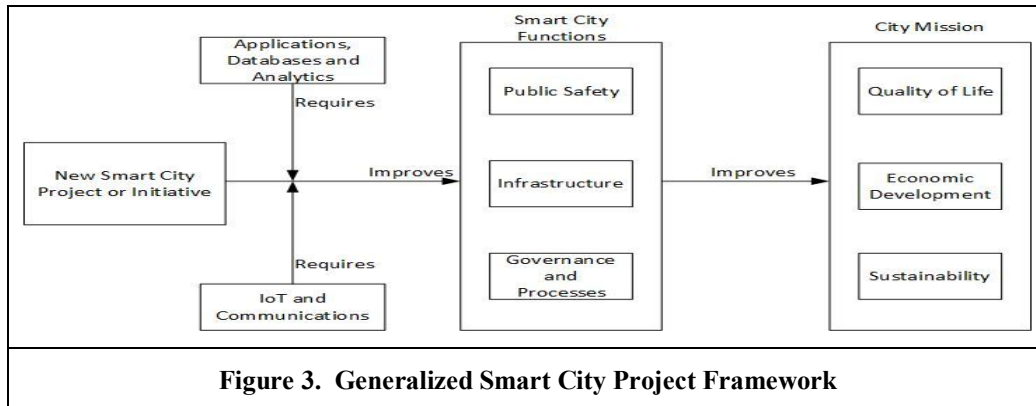 Applications,
Databases and
Analytics
Requires
New Smart City
Project or Initiative
Improves
Requires
IoT and
Communications
Smart City
Functions
Public Safety
Infrastructure
Governance
and
Processes
Improves
City Mission
Quality of Life
Economic
Development
Sustainability
Figure 3. Generalized Smart City Project Framework